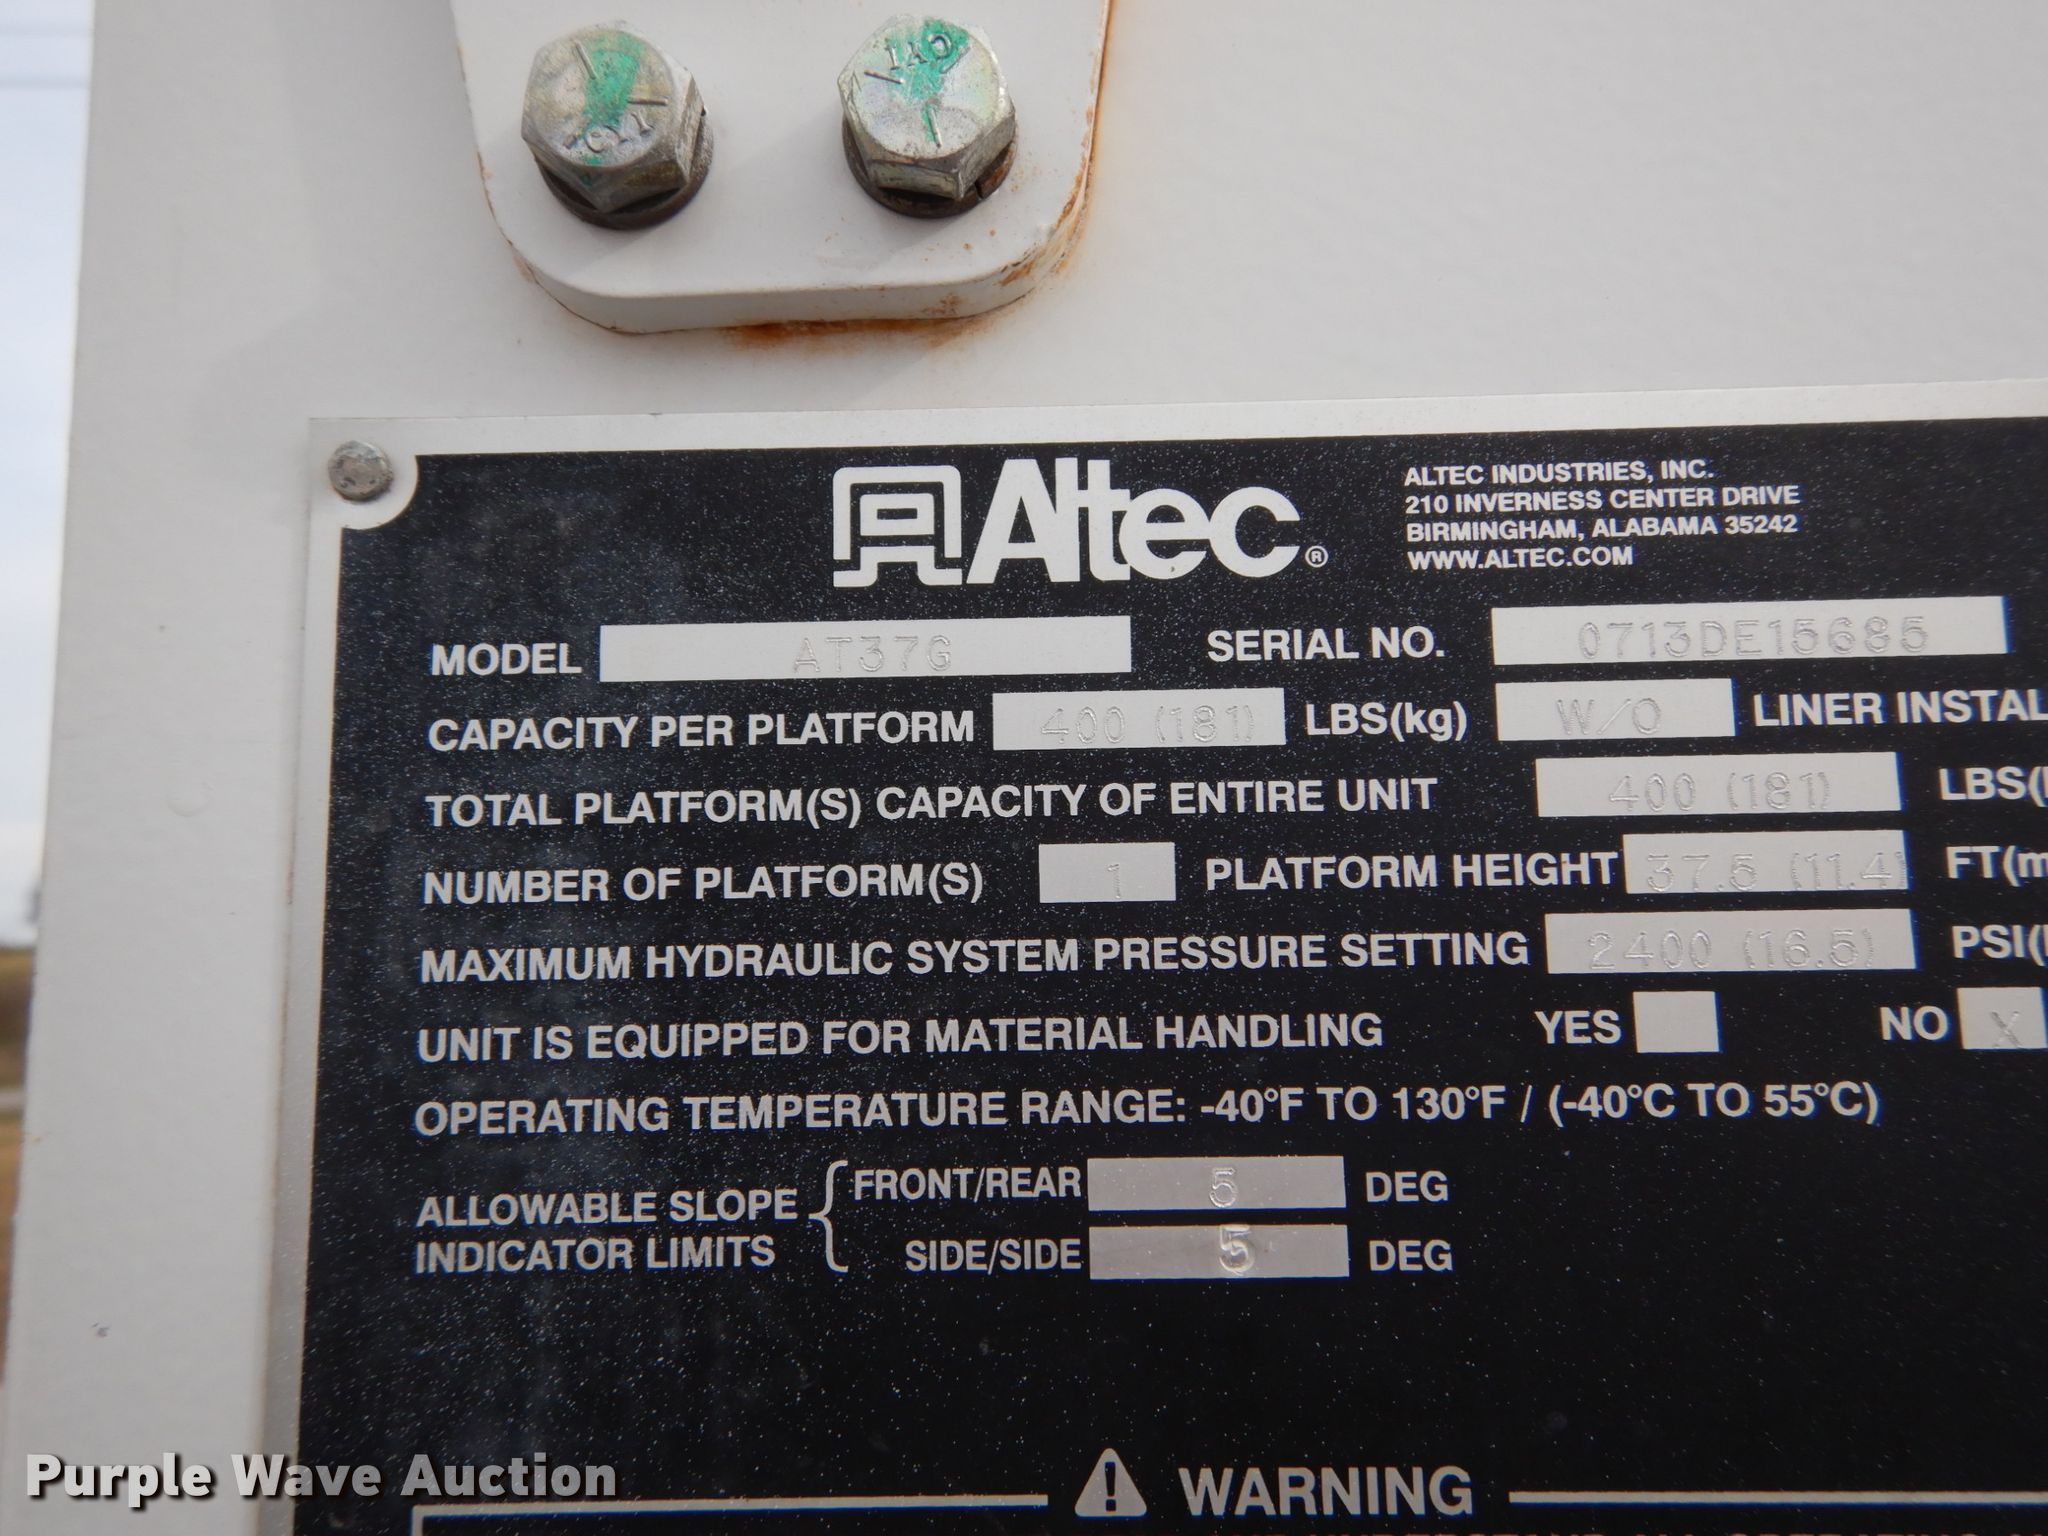 Altec®
ALTEC INDUSTRIES, INC.
210 INVERNESS CENTER DRIVE
BIRMINGHAM, ALABAMA 35242
WWW.ALTEC.COM
MODEL AT37G SERIAL NO. 0713DE15685
CAPACITY PER PLATFORM 400 (181) LBS(kg) W/O LINER INSTAL
TOTAL PLATFORM(S) CAPACITY OF ENTIRE UNIT 400 (181) LBS(
NUMBER OF PLATFORM(S) 1 PLATFORM HEIGHT 37.5 (11.4) FT(m
MAXIMUM HYDRAULIC SYSTEM PRESSURE SETTING 2400 (16.5) PSI(
UNIT IS EQUIPPED FOR MATERIAL HANDLING YES NO X
OPERATING TEMPERATURE RANGE: -40°F TO 130°F / (-40°C TO 55°C)
ALLOWABLE SLOPE INDICATOR LIMITS
FRONT/REAR 5 DEG
SIDE/SIDE 5 DEG
WARNING
Purple Wave Auction